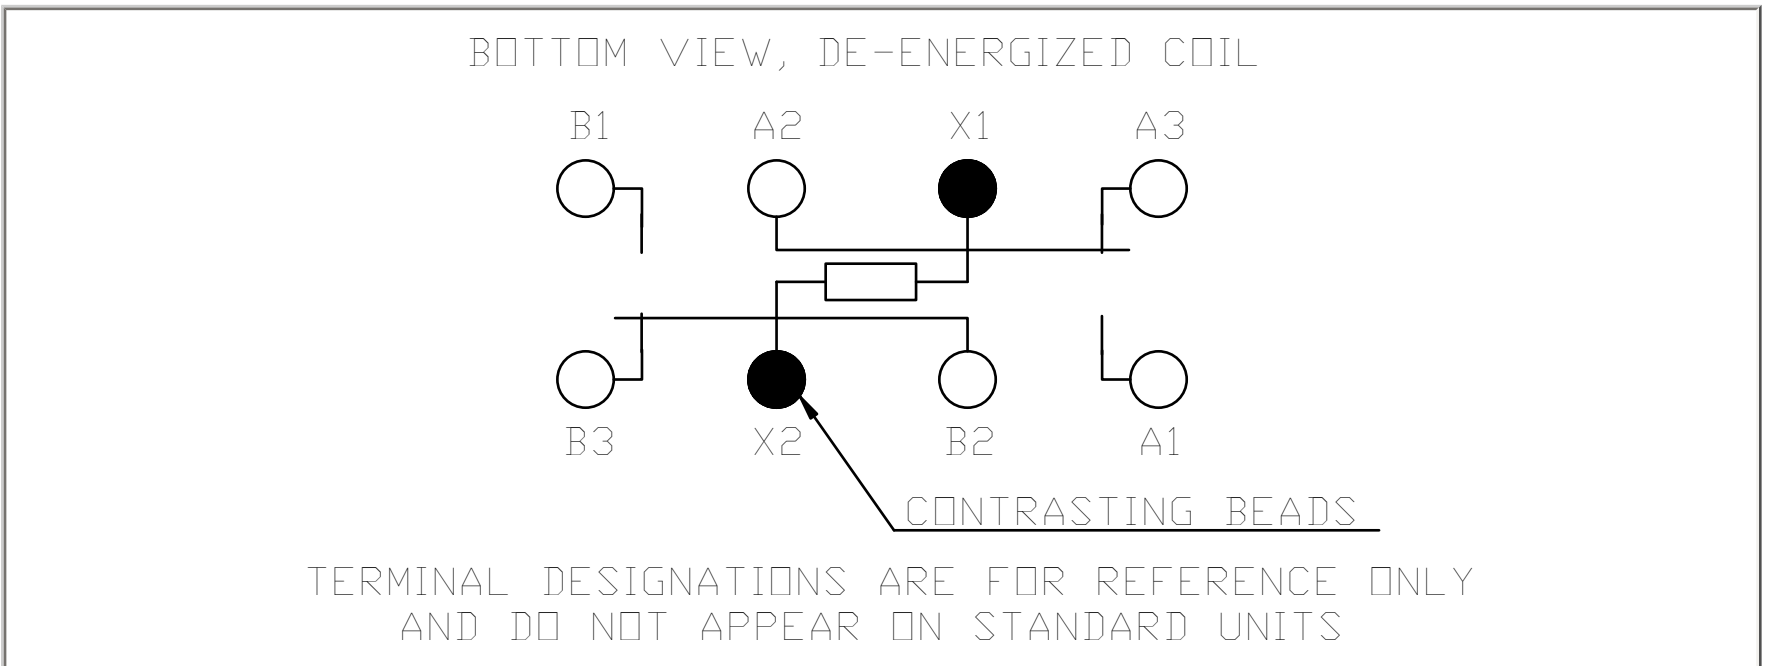 BOTTOM VIEW, DE-ENERGIZED COIL
B1 A2 X1 A3
B3 X2 B2 A1
CONTRASTING BEADS
TERMINAL DESIGNATIONS ARE FOR REFERENCE ONLY
AND DO NOT APPEAR ON STANDARD UNITS